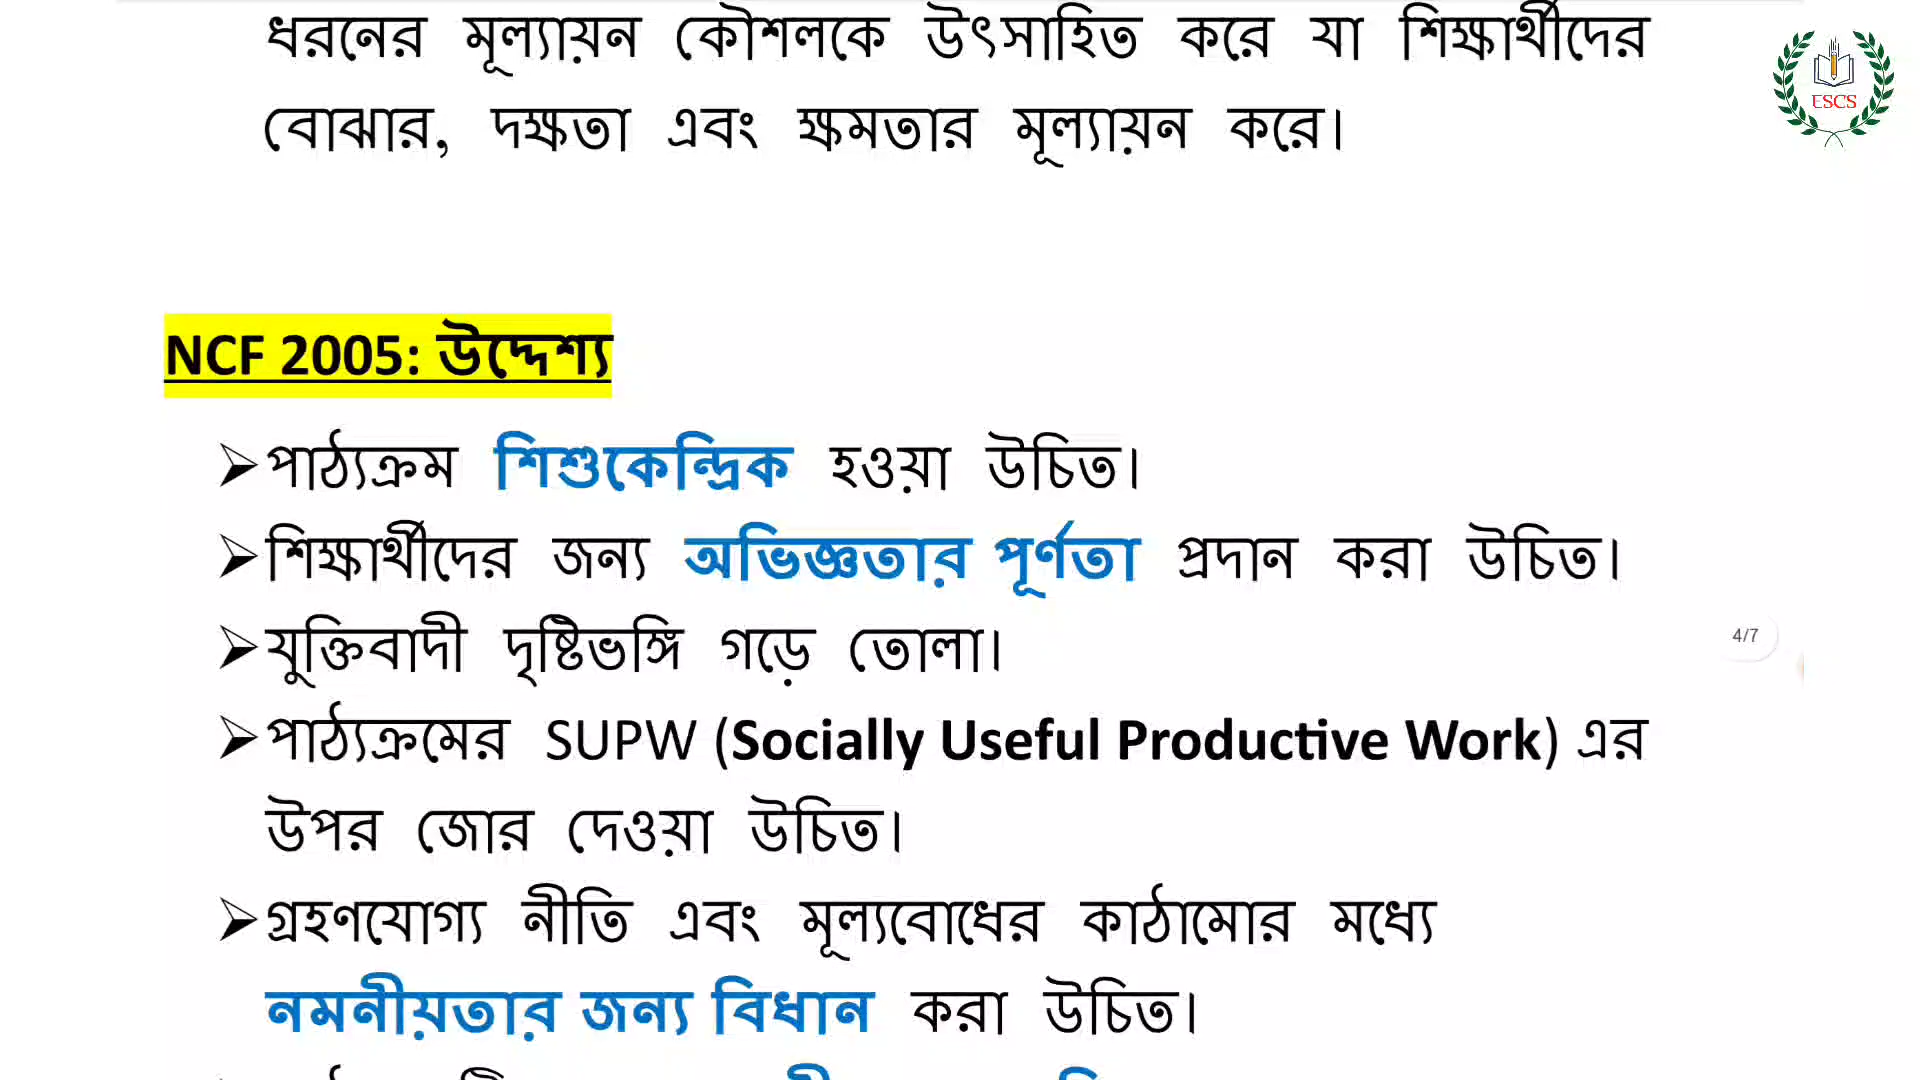 ধরনের মূল্যায়ন কৌশলকে উৎসাহিত করে যা শিক্ষার্থীদের
বোঝার, দক্ষতা এবং ক্ষমতার মূল্যায়ন করে।
ESCS
NCF 2005: উদ্দেশ্য
➢পাঠ্যক্রম শিশুকেন্দ্রিক হওয়া উচিত।
➢শিক্ষার্থীদের জন্য অভিজ্ঞতার পূর্ণতা প্রদান করা উচিত।
➢যুক্তিবাদী দৃষ্টিভঙ্গি গড়ে তোলা।
4/7
➢পাঠ্যক্রমের SUPW (Socially Useful Productive Work) এর
উপর জোর দেওয়া উচিত।
➢গ্রহণযোগ্য নীতি এবং মূল্যবোধের কাঠামোর মধ্যে
নমনীয়তার জন্য বিধান করা উচিত।